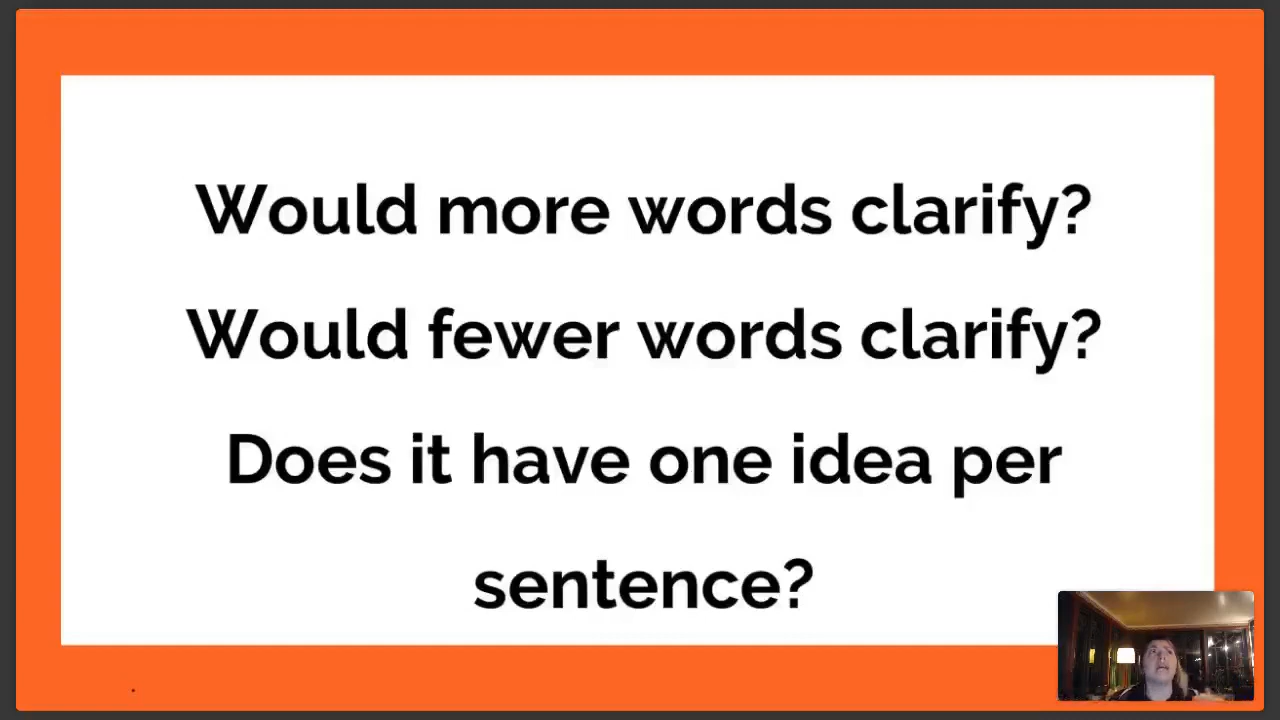 Would more words clarify?
Would fewer words clarify?
Does it have one idea per
sentence?